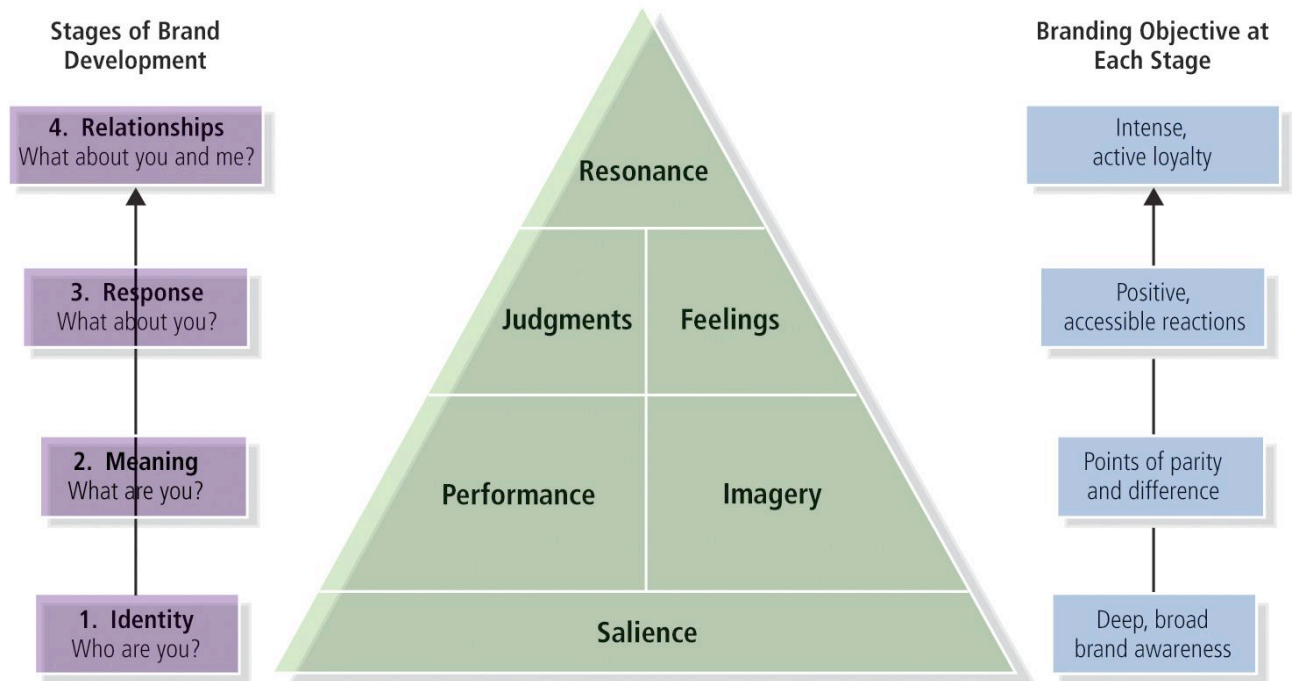 Stages of Brand
Development
4. Relationships
What about you and me?
3. Response
What about you?
2. Meaning
What are you?
1. Identity
Who are you?
Resonance
Judgments
Feelings
Performance
Imagery
Salience
Branding Objective at
Each Stage
Intense,
active loyalty
Positive,
accessible reactions
Points of parity
and difference
Deep, broad
brand awareness